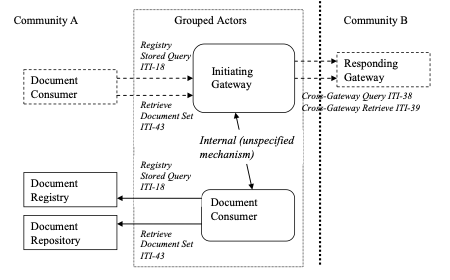 Community A
Grouped Actors
Community B
Registry
Stored Query
ITI-18
Document
Consumer
Initiating
Gateway
Responding
Gateway
Retrieve
Document Set
ITI-43
Cross-Gateway Query ITI-38
Cross-Gateway Retrieve ITI-39
Internal (unspecified
mechanism)
Registry
Stored Query
ITI-18
Document
Registry
Document
Consumer
Document
Repository
Retrieve
Document Set
ITI-43